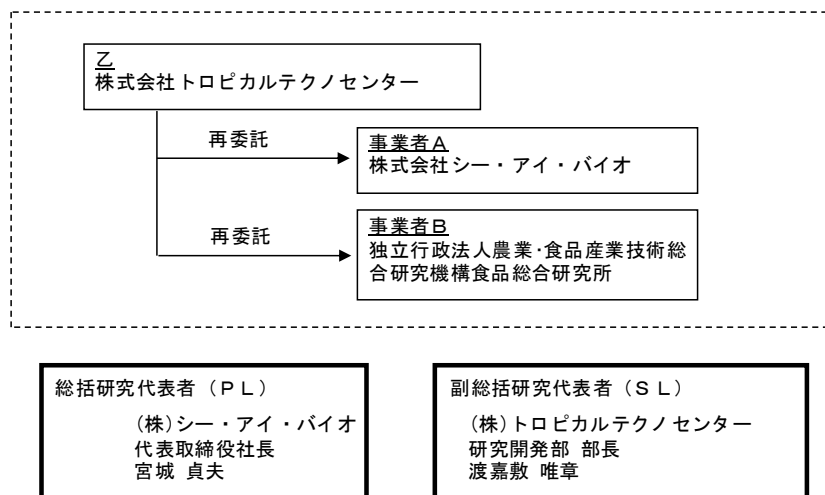 乙
株式会社トロピカルテクノセンター
再委託
事業者A
株式会社シー・アイ・バイオ
再委託
事業者B
独立行政法人農業・食品産業技術総
合研究機構食品総合研究所
総括研究代表者(PL)
(株)シー・アイ・バイオ
代表取締役社長
宮城 貞夫
副総括研究代表者(SL)
(株)トロピカルテクノセンター
研究開発部 部長
渡嘉敷 唯章